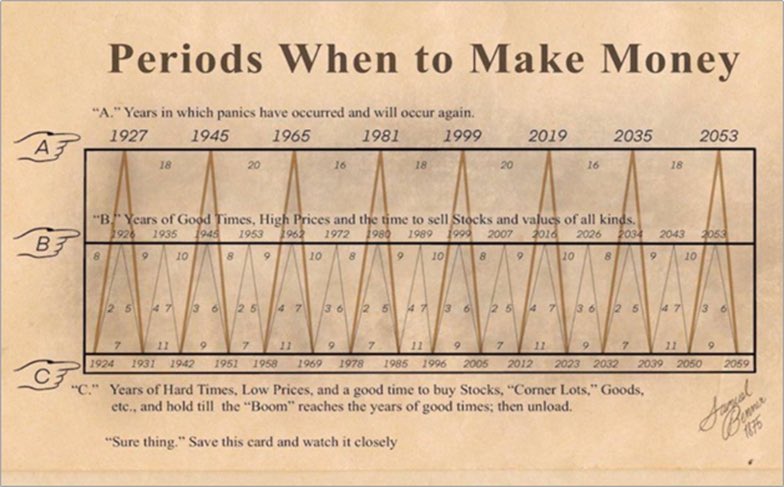 Periods When to Make Money
“A.” Years in which panics have occurred and will occur again.
1927 1945 1965 1981 1999 2019 2035 2053
A
18 20 16 18 20 16 18
“B.” Years of Good Times, High Prices and the time to sell Stocks and values of all kinds.
1926 1935 1945 1953 1962 1972 1980 1989 1999 2007 2016 2026 2034 2043 2053
B
8 9 10 8 9 10 8 9 10 8 9 10 8 9 10
2 5 4 7 3 6 2 5 4 7 3 6 2 5 4 7 3 6 2 5 4 7 3 6 2 5 4 7 3 6
7 11 9 7 11 9 7 11 9 7 11 9 7 11 9
1924 1931 1942 1951 1958 1969 1978 1985 1996 2005 2012 2023 2032 2039 2050 2059
C
“C.” Years of Hard Times, Low Prices, and a good time to buy Stocks, “Corner Lots,” Goods,
etc., and hold till the “Boom” reaches the years of good times; then unload.
Samuel
Benner
1875
“Sure thing.” Save this card and watch it closely